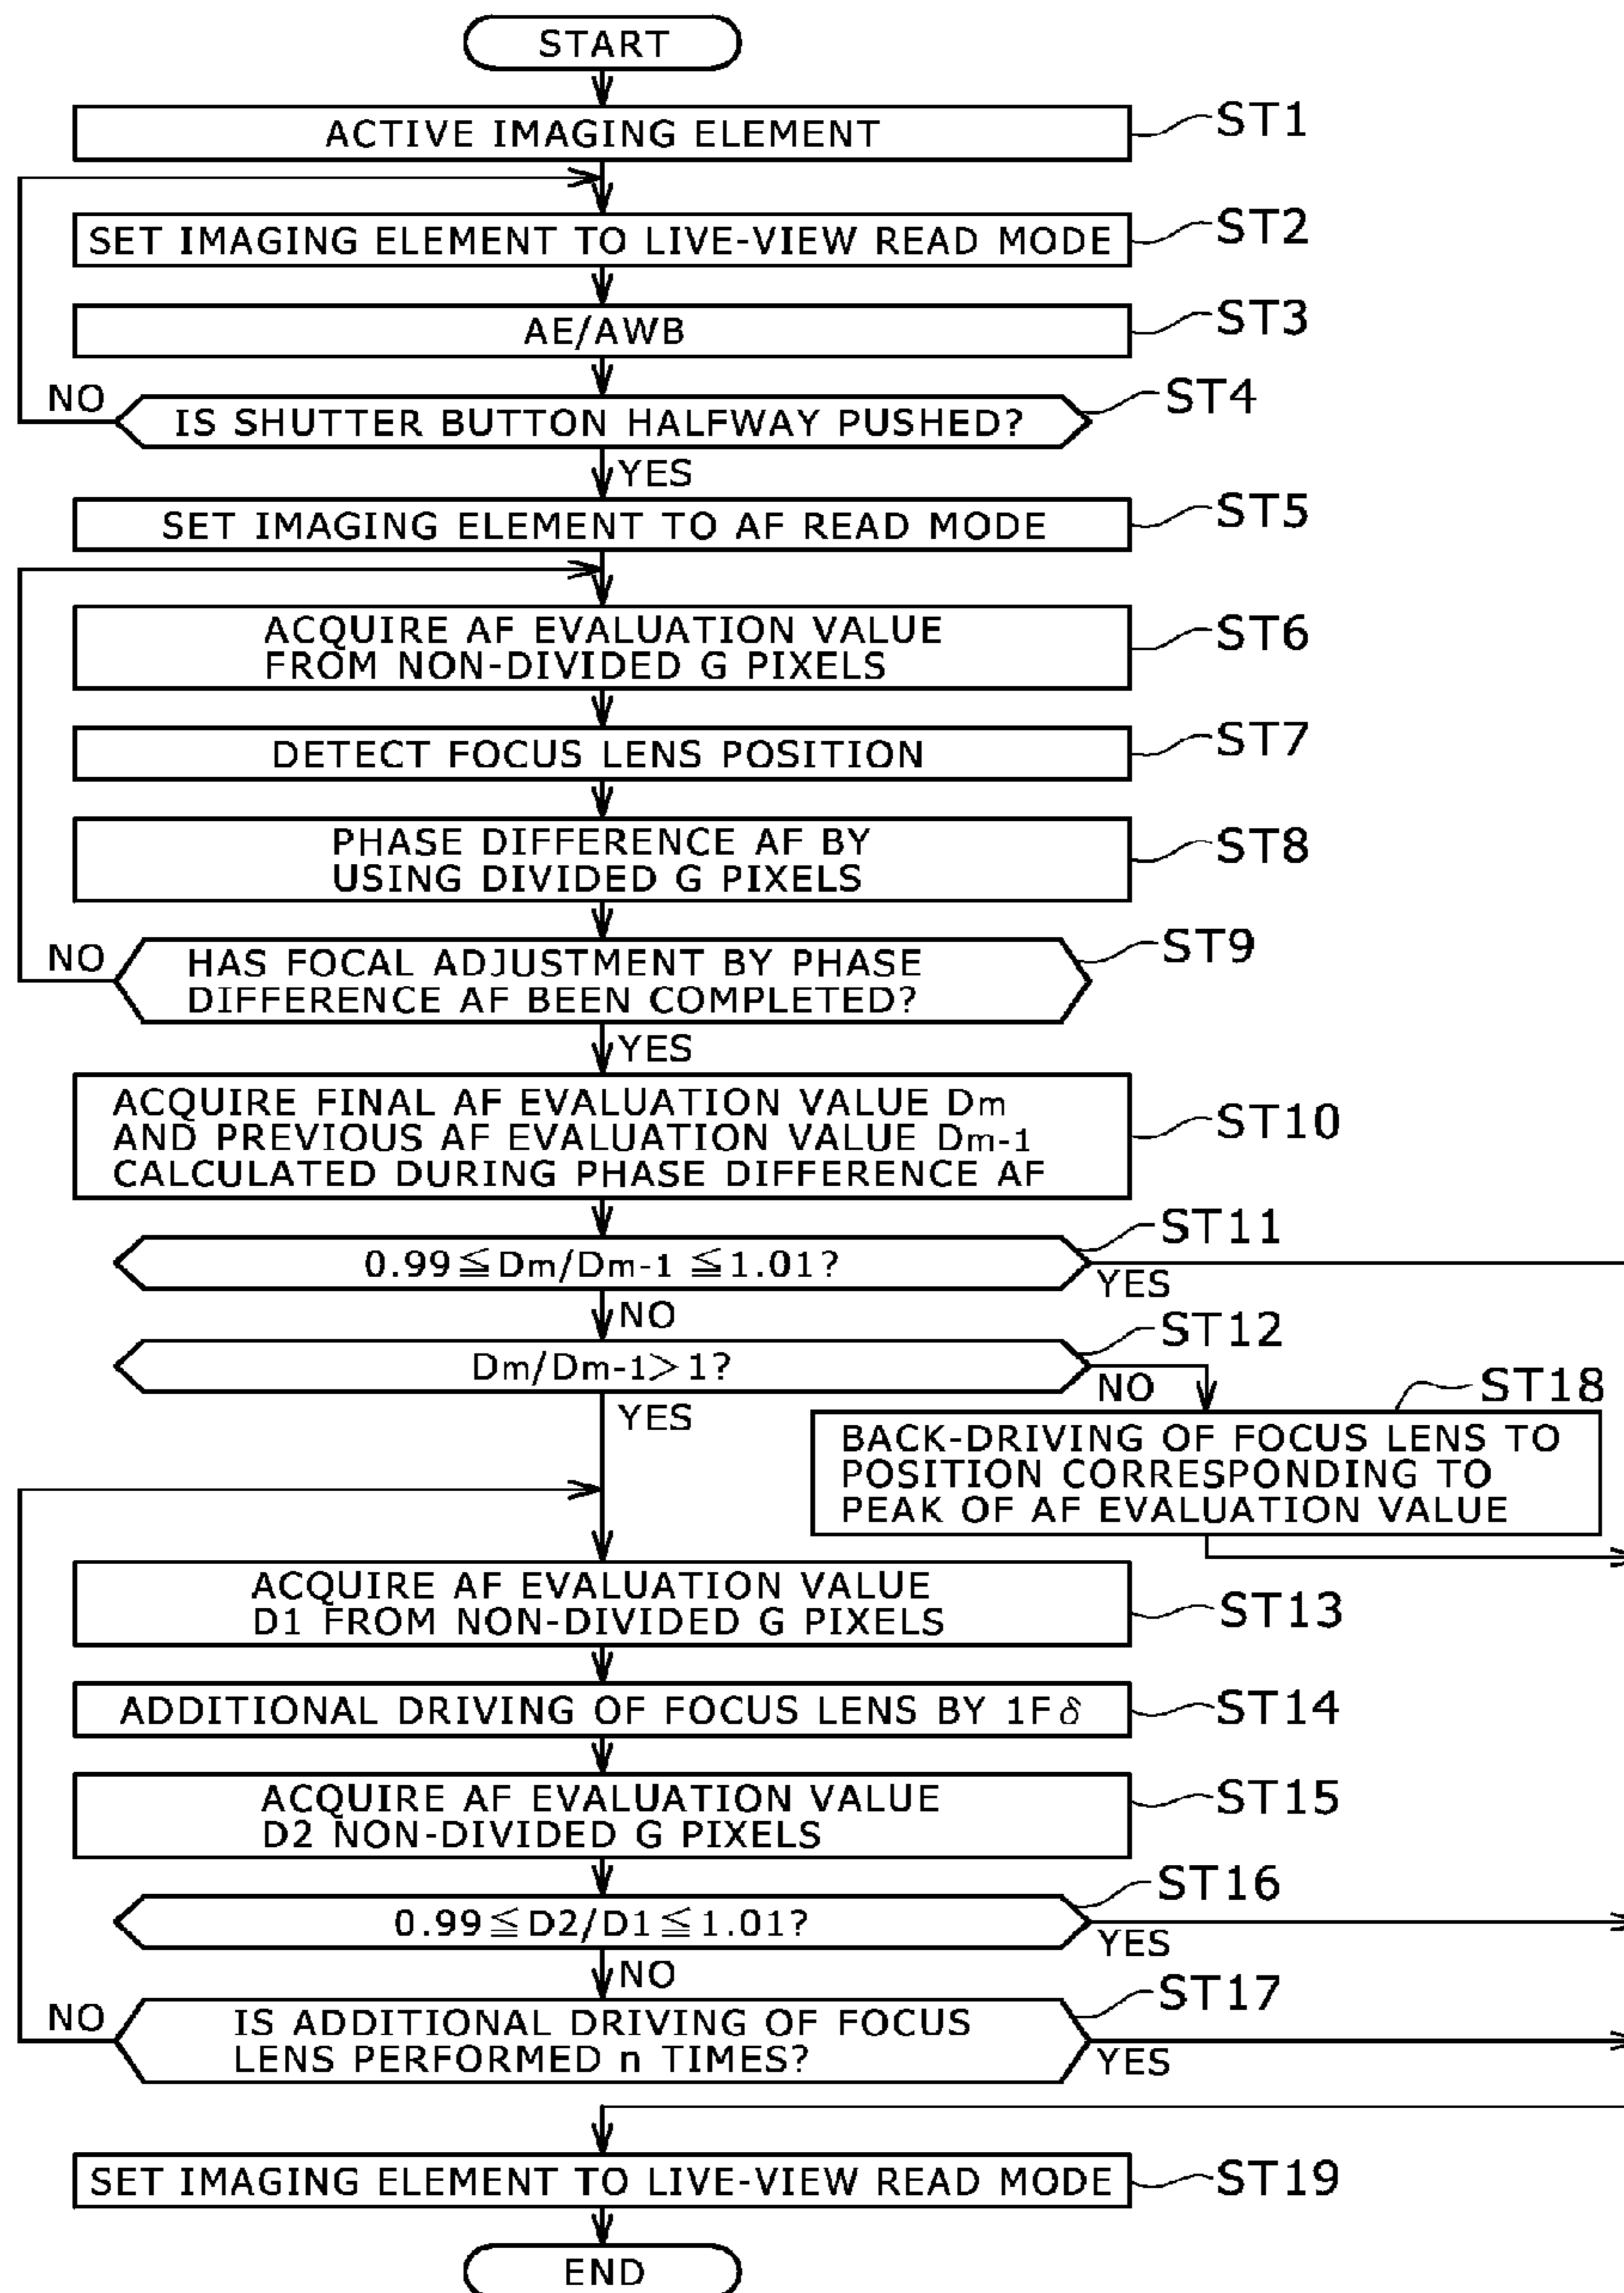 START
ACTIVE IMAGING ELEMENT
ST1
SET IMAGING ELEMENT TO LIVE-VIEW READ MODE
ST2
AE/AWB
ST3
NO
IS SHUTTER BUTTON HALFWAY PUSHED?
ST4
YES
SET IMAGING ELEMENT TO AF READ MODE
ST5
ACQUIRE AF EVALUATION VALUE
FROM NON-DIVIDED G PIXELS
ST6
DETECT FOCUS LENS POSITION
ST7
PHASE DIFFERENCE AF BY
USING DIVIDED G PIXELS
ST8
NO
HAS FOCAL ADJUSTMENT BY PHASE
DIFFERENCE AF BEEN COMPLETED?
ST9
YES
ACQUIRE FINAL AF EVALUATION VALUE Dm
AND PREVIOUS AF EVALUATION VALUE Dm-1
CALCULATED DURING PHASE DIFFERENCE AF
ST10
0.99≦Dm/Dm-1 ≦1.01?
ST11
YES
NO
Dm/Dm-1>1?
ST12
NO
YES
ST18
BACK-DRIVING OF FOCUS LENS TO
POSITION CORRESPONDING TO
PEAK OF AF EVALUATION VALUE
ACQUIRE AF EVALUATION VALUE
D1 FROM NON-DIVIDED G PIXELS
ST13
ADDITIONAL DRIVING OF FOCUS LENS BY 1Fδ
ST14
ACQUIRE AF EVALUATION VALUE
D2 NON-DIVIDED G PIXELS
ST15
0.99≦D2/D1≦1.01?
ST16
YES
NO
NO
IS ADDITIONAL DRIVING OF FOCUS
LENS PERFORMED n TIMES?
ST17
YES
SET IMAGING ELEMENT TO LIVE-VIEW READ MODE
ST19
END